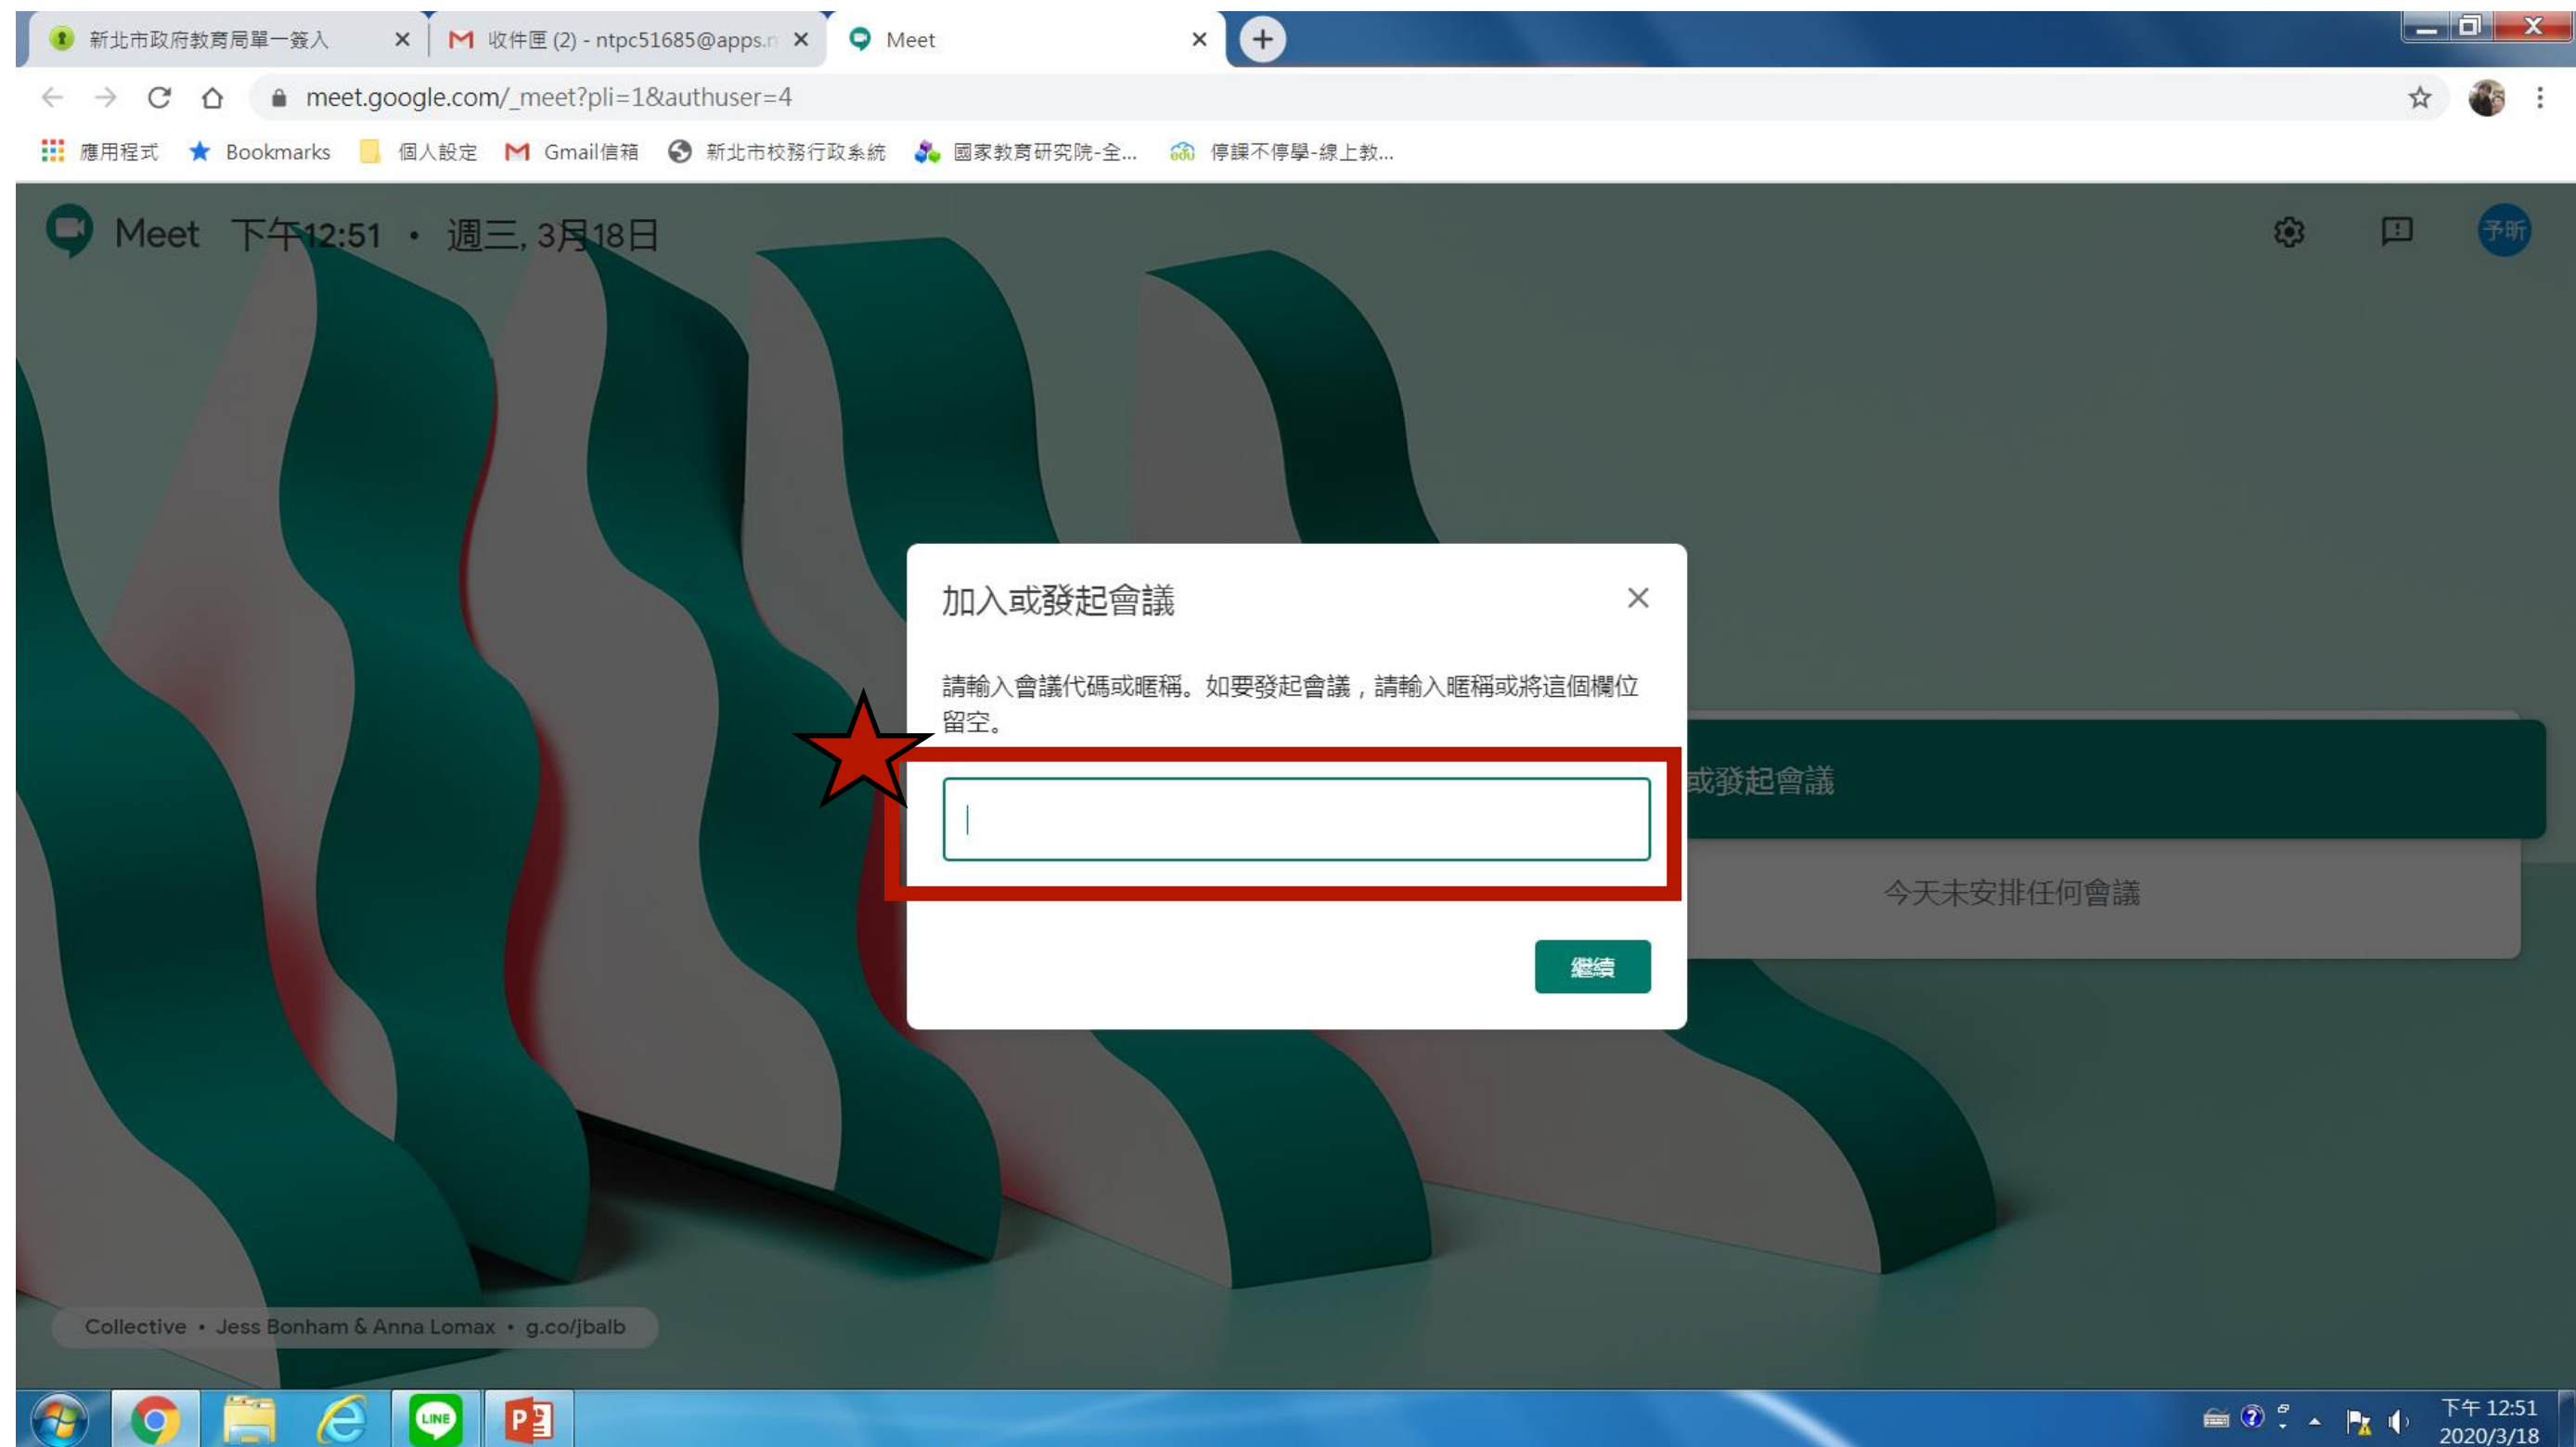 新北市政府教育局單一簽入
收件匣 (2) - ntpc51685@apps.n
Meet
meet.google.com/_meet?pli=1&authuser=4
應用程式 Bookmarks 個人設定 Gmail信箱 新北市校務行政系統 國家教育研究院-全... 停課不停學-線上教...
Meet 下午12:51 • 週三, 3月18日
予昕
加入或發起會議
請輸入會議代碼或暱稱。如要發起會議，請輸入暱稱或將這個欄位
留空。
或發起會議
今天未安排任何會議
繼續
Collective • Jess Bonham & Anna Lomax • g.co/jbalb
LINE
下午 12:51
2020/3/18